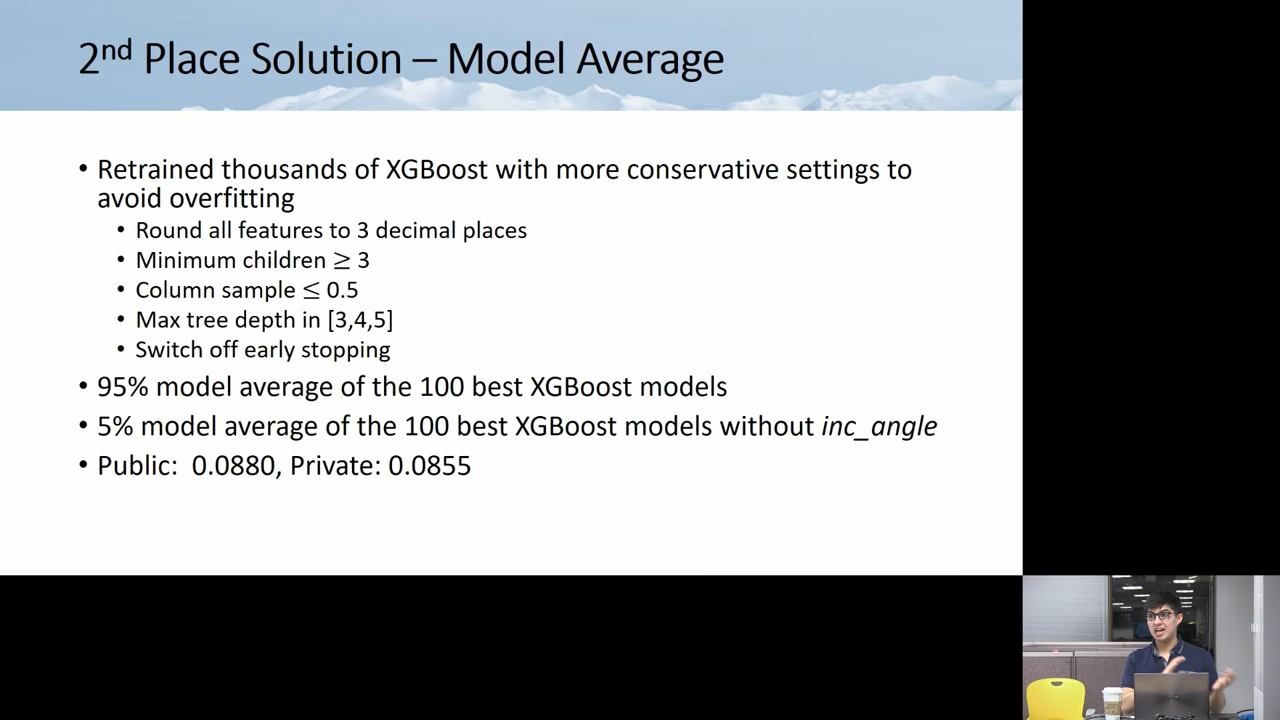 2nd Place Solution – Model Average
• Retrained thousands of XGBoost with more conservative settings to
avoid overfitting
• Round all features to 3 decimal places
• Minimum children ≥ 3
• Column sample ≤ 0.5
• Max tree depth in [3,4,5]
• Switch off early stopping
• 95% model average of the 100 best XGBoost models
• 5% model average of the 100 best XGBoost models without inc_angle
• Public:  0.0880, Private: 0.0855